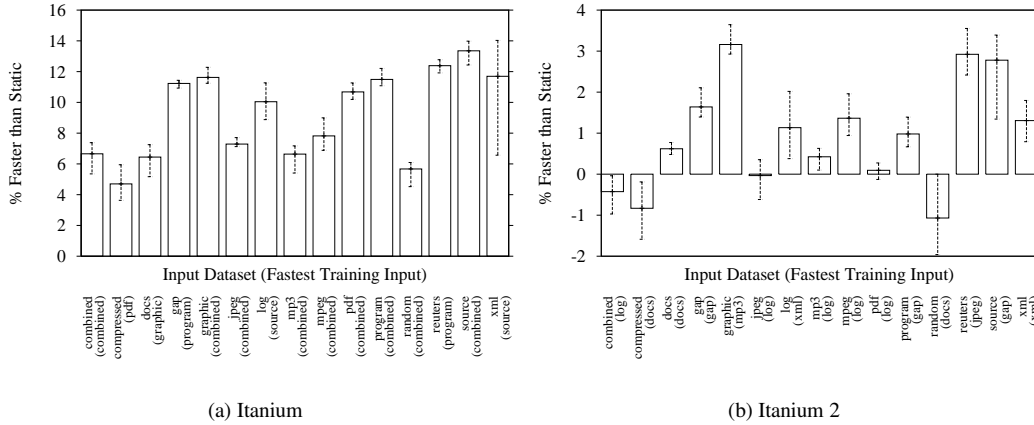 16
14
12
10
8
6
4
2
0
% Faster than Static
Input Dataset (Fastest Training Input)
combined
(combined)
compressed
(pdf)
docs
(graphic)
gap
(program)
graphic
(combined)
jpeg
(combined)
log
(source)
mp3
(combined)
mpeg
(combined)
pdf
(combined)
program
(combined)
random
(combined)
reuters
(program)
source
(combined)
xml
(source)
(a) Itanium
4
3
2
1
0
-1
-2
% Faster than Static
Input Dataset (Fastest Training Input)
combined
(log)
compressed
(docs)
docs
(docs)
gap
(gap)
graphic
(mp3)
jpeg
(log)
log
(xml)
mp3
(log)
mpeg
(log)
pdf
(log)
program
(gap)
random
(docs)
reuters
(jpeg)
source
(gap)
xml
(b) Itanium 2